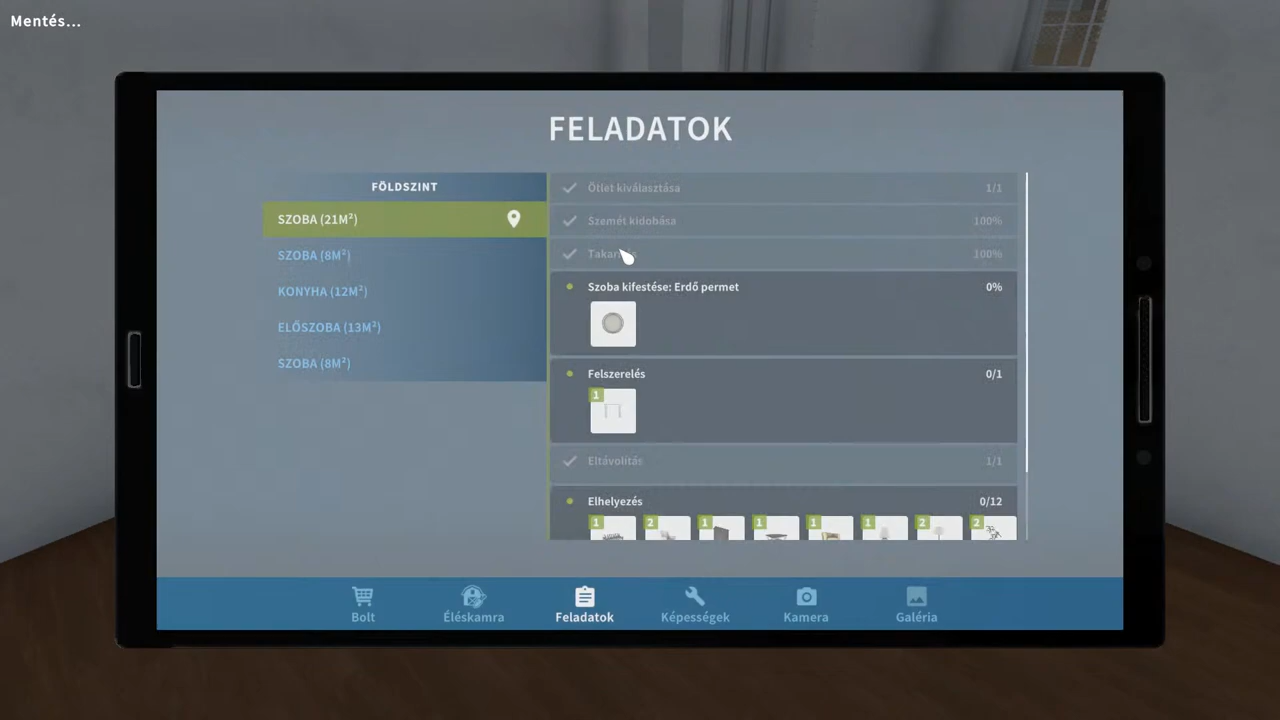 Mentés...
FELADATOK
FÖLDSZINT
SZOBA (21M²)
SZOBA (8M²)
KONYHA (12M²)
ELŐSZOBA (13M²)
SZOBA (8M²)
Ötlet kiválasztása 1/1
Szemét kidobása 100%
100%
Szoba kifestése: Erdő permet 0%
Felszerelés 0/1
1
Eltávolítás 1/1
Elhelyezés 0/12
1 2 1 1 1 1 2 2
Bolt Éléskamra Feladatok Képességek Kamera Galéria